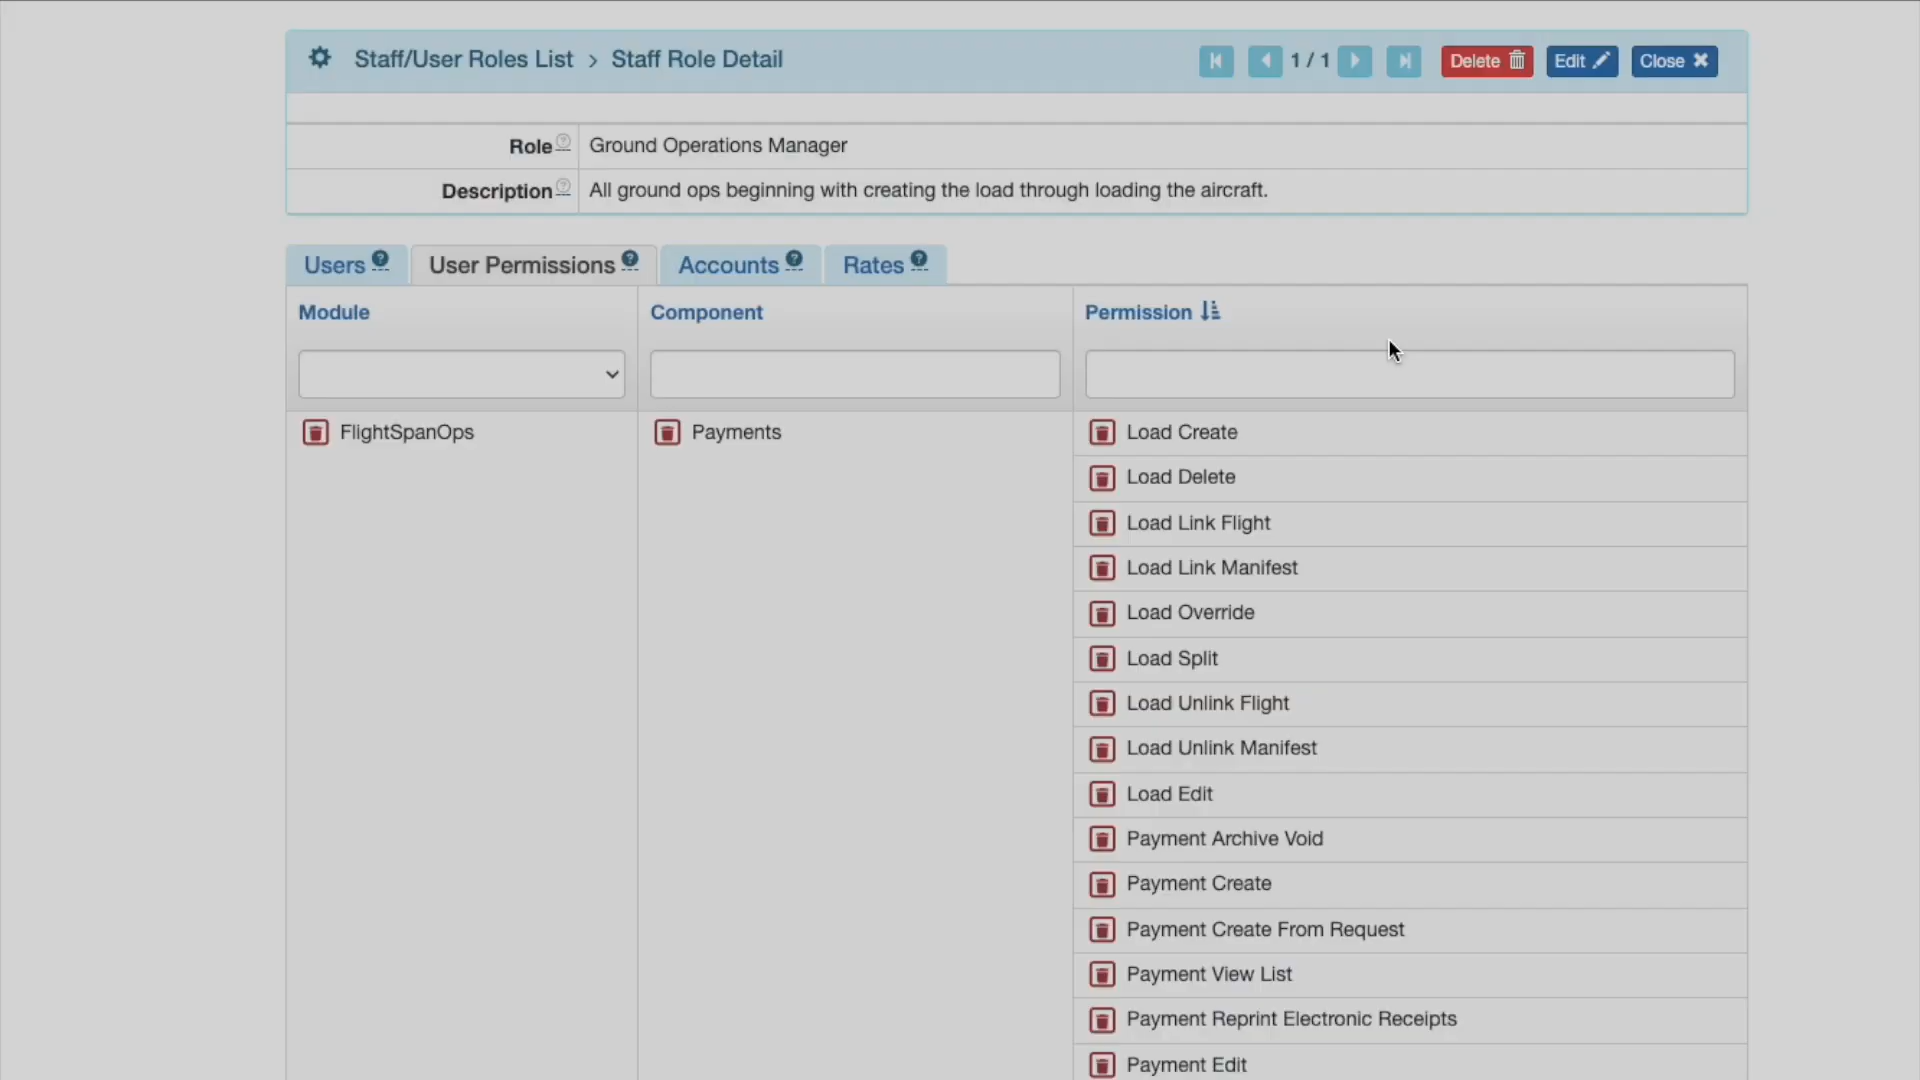 Staff/User Roles List > Staff Role Detail
1 / 1
Delete
Edit
Close
Role
Ground Operations Manager
Description
All ground ops beginning with creating the load through loading the aircraft.
Users
User Permissions
Accounts
Rates
Module
Component
Permission
FlightSpanOps
Payments
Load Create
Load Delete
Load Link Flight
Load Link Manifest
Load Override
Load Split
Load Unlink Flight
Load Unlink Manifest
Load Edit
Payment Archive Void
Payment Create
Payment Create From Request
Payment View List
Payment Reprint Electronic Receipts
Payment Edit